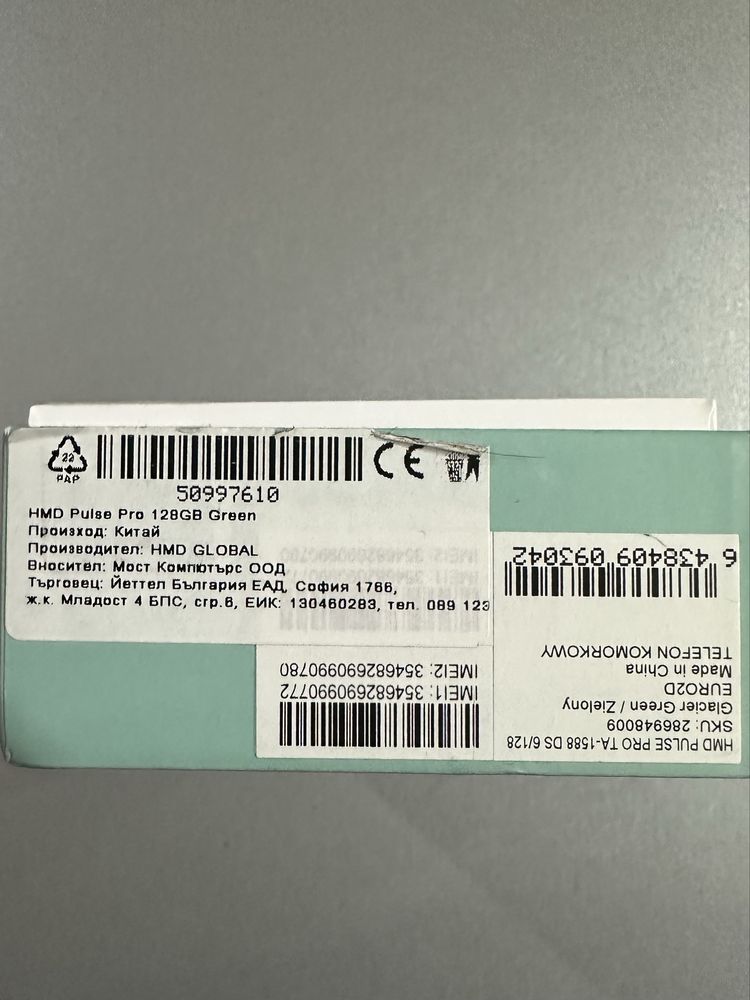 22
PAP
CE
50997610
HMD Pulse Pro 128GB Green
Произход: Китай
Производител: HMD GLOBAL
Вносител: Мост Компютърс ООД
Търговец: Йеттел България ЕАД, София 1766,
ж.к. Младост 4 БПС, сгр.6, ЕИК: 130460283, тел. 089 123
HMD PULSE PRO TA-1588 DS 6/128
SKU: 286948009
Glacier Green / Zielony
EURO2D
Made in China
TELEFON KOMORKOWY
6 438409 093042
IMEI1: 354682690990772
IMEI2: 354682690990780